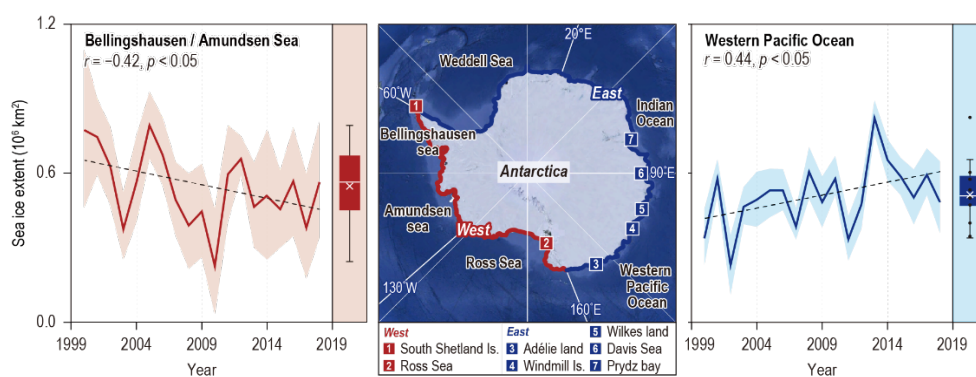 1.2
0.6
0.0
Sea ice extent (10⁶ km²)
Bellingshausen / Amundsen Sea
r = −0.42, p < 0.05
1999
2004
2009
2014
2019
Year
20°E
Weddell Sea
60°W
East
1
Indian
Ocean
Bellingshausen
sea
7
Antarctica
6
90°E
Amundsen
sea
5
West
4
2
Ross Sea
3
Western
Pacific
Ocean
130°W
160°E
West
East
5 Wilkes land
1 South Shetland Is.
3 Adélie land
6 Davis Sea
2 Ross Sea
4 Windmill Is.
7 Prydz bay
Western Pacific Ocean
r = 0.44, p < 0.05
1999
2004
2009
2014
2019
Year